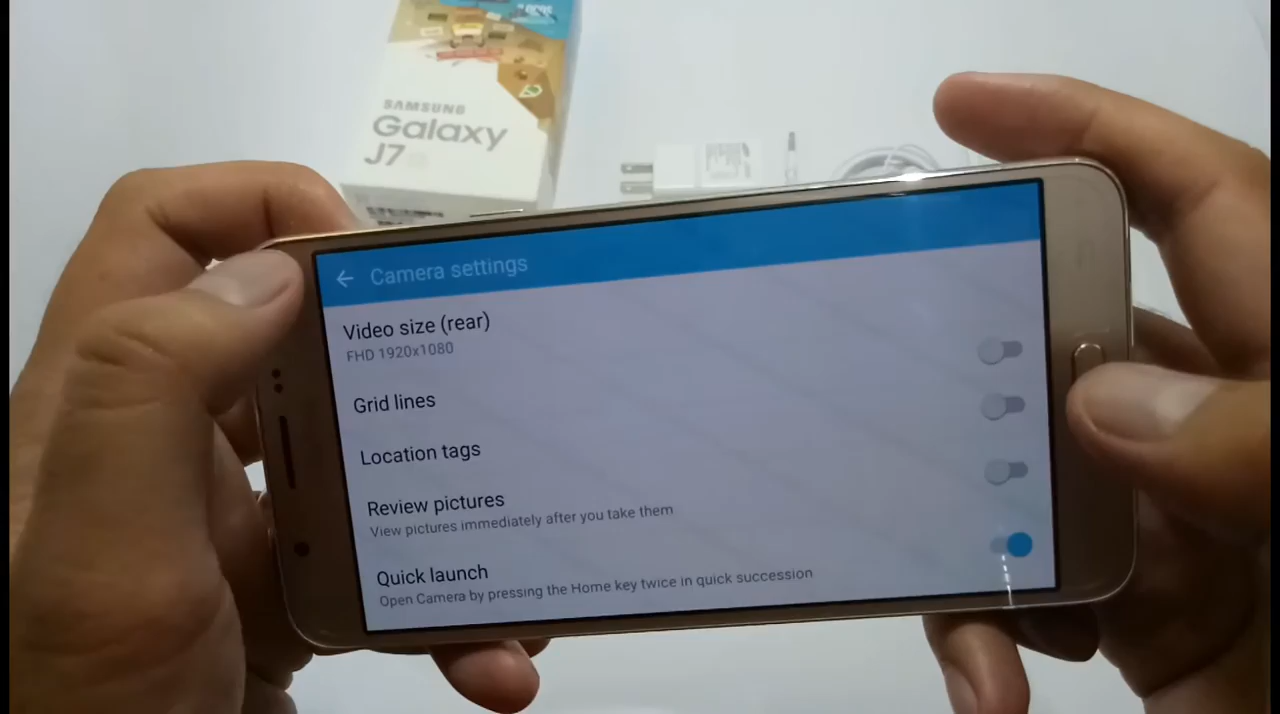 SAMSUNG
Galaxy
J7
Camera settings
Video size (rear)
FHD 1920x1080
Grid lines
Location tags
Review pictures
View pictures immediately after you take them
Quick launch
Open Camera by pressing the Home key twice in quick succession